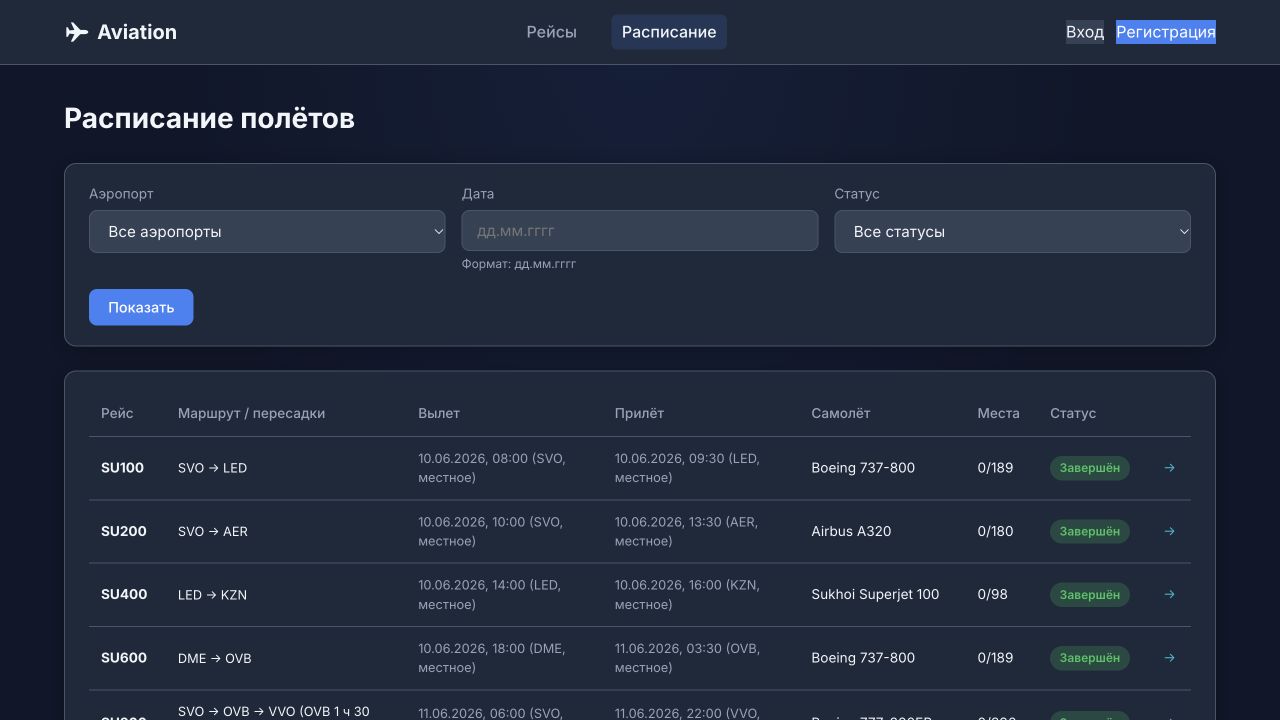 Aviation
Рейсы
Расписание
Вход
Регистрация
Расписание полётов
Аэропорт
Дата
Статус
Все аэропорты
дд.мм.гггг
Все статусы
Формат: дд.мм.гггг
Показать
Рейс Маршрут / пересадки Вылет Прилёт Самолёт Места Статус
SU100 SVO → LED 10.06.2026, 08:00 (SVO, местное) 10.06.2026, 09:30 (LED, местное) Boeing 737-800 0/189 Завершён →
SU200 SVO → AER 10.06.2026, 10:00 (SVO, местное) 10.06.2026, 13:30 (AER, местное) Airbus A320 0/180 Завершён →
SU400 LED → KZN 10.06.2026, 14:00 (LED, местное) 10.06.2026, 16:00 (KZN, местное) Sukhoi Superjet 100 0/98 Завершён →
SU600 DME → OVB 10.06.2026, 18:00 (DME, местное) 11.06.2026, 03:30 (OVB, местное) Boeing 737-800 0/189 Завершён →
SVO → OVB → VVO (OVB 1 ч 30 11.06.2026, 06:00 (SVO, 11.06.2026, 22:00 (VVO,